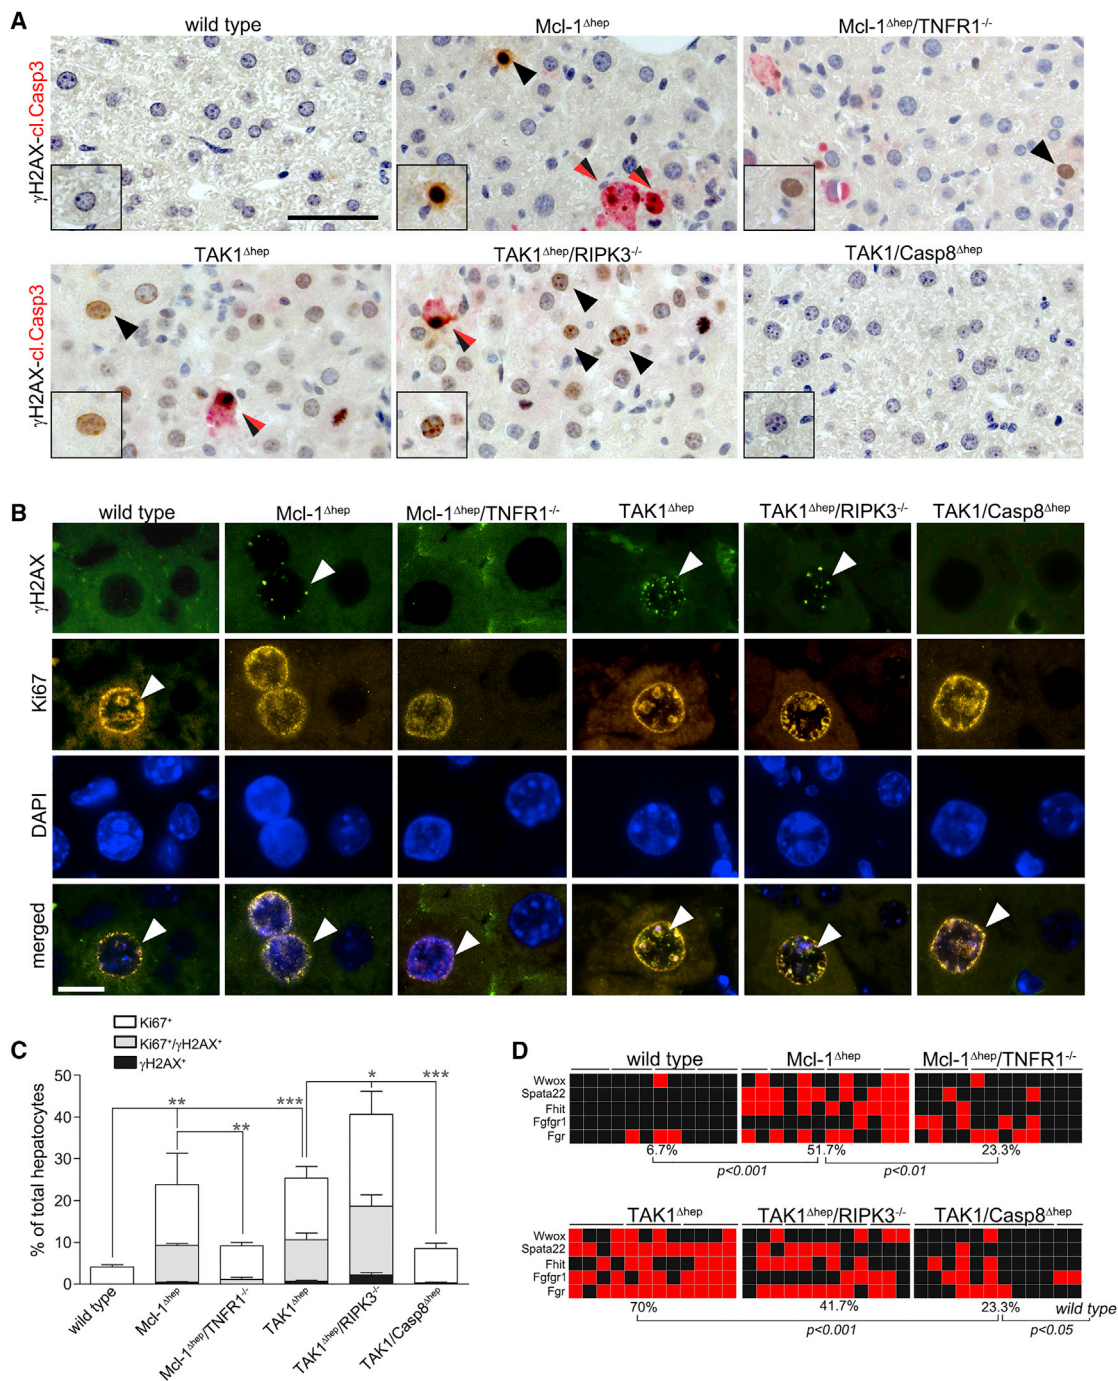 A
wild type
Mcl-1Δhep
Mcl-1Δhep/TNFR1-/-
γH2AX-cl.Casp3
TAK1Δhep
TAK1Δhep/RIPK3-/-
TAK1/Casp8Δhep
γH2AX-cl.Casp3
B
wild type
Mcl-1Δhep
Mcl-1Δhep/TNFR1-/-
TAK1Δhep
TAK1Δhep/RIPK3-/-
TAK1/Casp8Δhep
γH2AX
Ki67
DAPI
merged
C
Ki67+
Ki67+/γH2AX+
γH2AX+
% of total hepatocytes
50
40
30
20
10
0
**
**
***
*
***
wild type
Mcl-1Δhep
Mcl-1Δhep/TNFR1-/-
TAK1Δhep
TAK1Δhep/RIPK3-/-
TAK1/Casp8Δhep
D
wild type
Mcl-1Δhep
Mcl-1Δhep/TNFR1-/-
Wwox
Spata22
Fhit
Fgfgr1
Fgr
6.7%
51.7%
23.3%
p<0.001
p<0.01
TAK1Δhep
TAK1Δhep/RIPK3-/-
TAK1/Casp8Δhep
Wwox
Spata22
Fhit
Fgfgr1
Fgr
70%
41.7%
23.3%
wild type
p<0.001
p<0.05